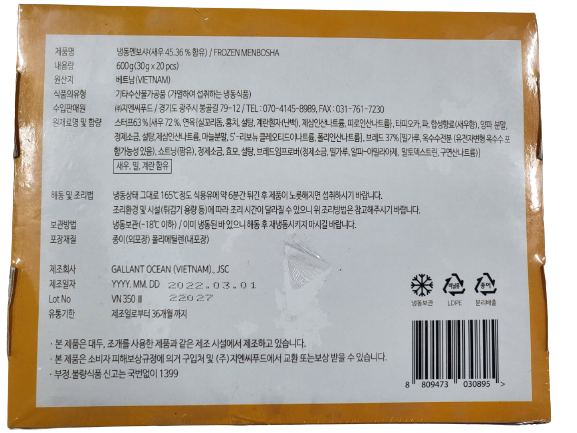 제품명 냉동멘보샤(새우 45.36 % 함유) / FROZEN MENBOSHA
내용량 600g(30g x 20pcs)
원산지 베트남(VIETNAM)
식품의유형 기타수산물가공품 (가열하여 섭취하는 냉동식품)
수입판매원 ㈜지엔씨푸드 / 경기도 광주시 봉골길 79-12 / TEL : 070-4145-8989, FAX : 031-761-7230
원재료명 및 함량 스터프63%[새우 72%, 연육(실꼬리돔, 홍치, 설탕, 계란흰자(난백), 제삼인산나트륨, 피로인산나트륨), 타피오카, 파, 합성향료(새우향), 양파 분말,
정제소금, 설탕, 제삼인산나트륨, 마늘분말, 5'-리보뉴클레오티드이나트륨, 폴리인산나트륨], 브레드 37%[밀가루, 옥수수전분 (유전자변형 옥수수 포
함가능성 있음), 쇼트닝(팜유), 정제소금, 효모, 설탕, 브레드임프로버(정제소금, 밀가루, 알파-아밀라아제, 말토덱스트린, 구연산나트륨)]
새우, 밀, 계란 함유
해동 및 조리법 냉동상태 그대로 165℃정도 식용유에 약 6분간 튀긴 후 제품이 노릇해지면 섭취하시기 바랍니다.
조리환경 및 시설(튀김기 용량 등)에 따라 조리 시간이 달라질 수 있으니 위 조리방법은 참고해주시기 바랍니다.
보관방법 냉동보관(-18℃ 이하) / 이미 냉동된 바 있으니 해동 후 재냉동시키지 마시길 바랍니다.
포장재질 종이(외포장) 폴리에틸렌(내포장)
제조회사 GALLANT OCEAN (VIETNAM)., JSC
제조일자 YYYY. MM. DD 2022.03.01
Lot No VN 350 III 22027
유통기한 제조일로부터 36개월 까지
냉동보관 LDPE 분리배출
· 본 제품은 대두, 조개를 사용한 제품과 같은 제조 시설에서 제조하고 있습니다.
· 본 제품은 소비자 피해보상규정에 의거 구입처 및 (주) 지엔씨푸드에서 교환 또는보상 받을 수 있습니다.
· 부정.불량식품 신고는 국번없이 1399
8 809473 030895 >